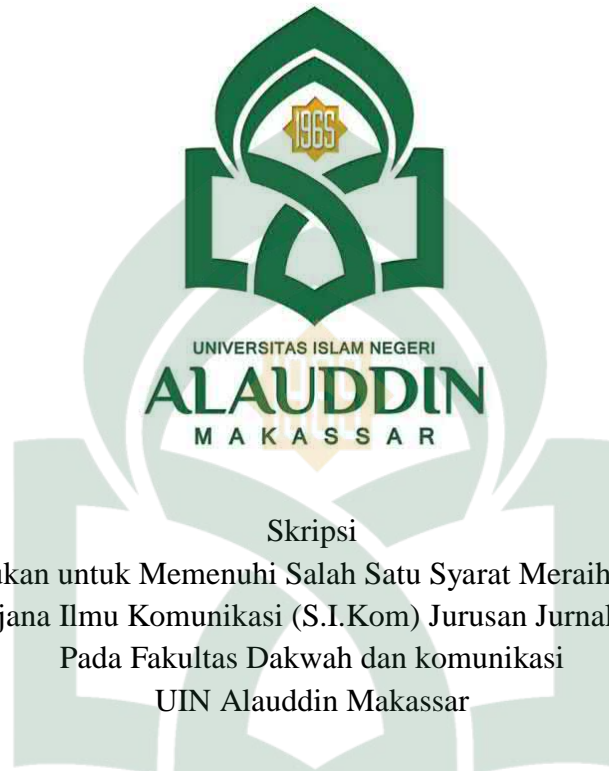 1965
UNIVERSITAS ISLAM NEGERI
ALAUDDIN
MAKASSAR
Skripsi
ukan untuk Memenuhi Salah Satu Syarat Meraih
jana Ilmu Komunikasi (S.I.Kom) Jurusan Jurnal
Pada Fakultas Dakwah dan komunikasi
UIN Alauddin Makassar